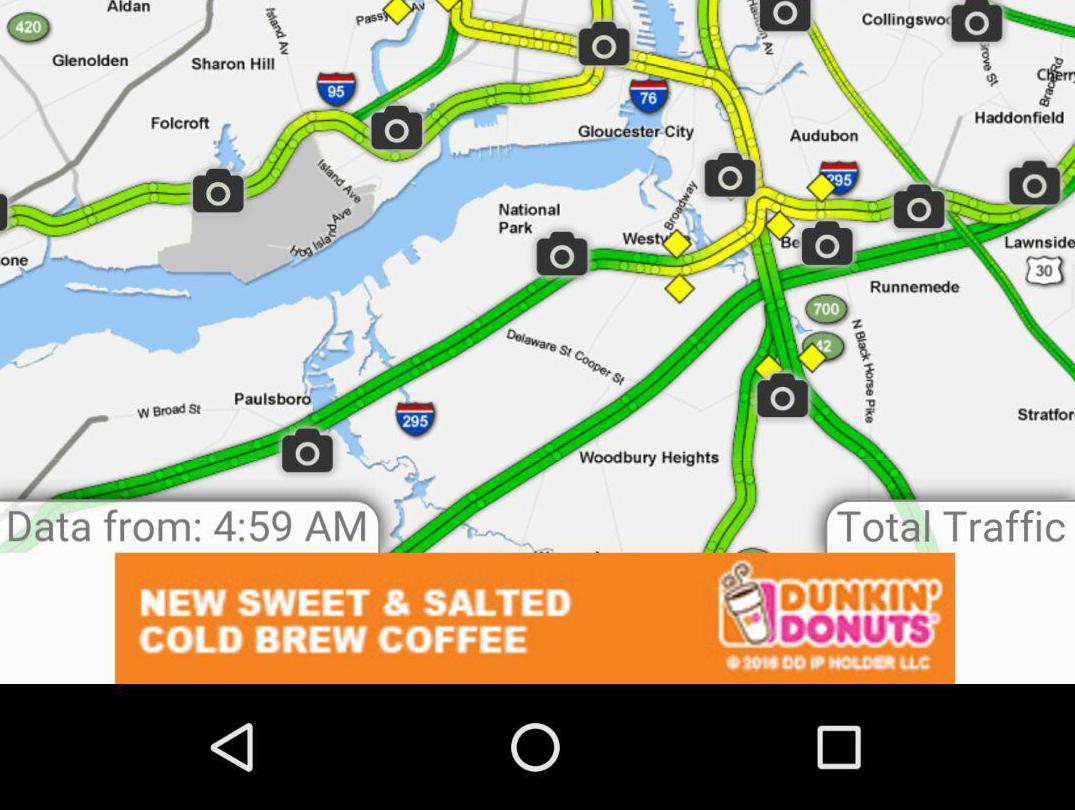 Aldan
Island Av
Passy
Av
420
Glenolden
Sharon Hill
95
76
Collingswoo
Cherry
Haddonfield
Folcroft
Gloucester City
Audubon
295
Island Ave
Hog Island Ave
National
Park
Broadway
Westv
Be
Lawnside
one
30
Runnemede
700
42
N Black Horse Pike
Delaware St Cooper St
Paulsboro
W Broad St
295
Stratfor
Woodbury Heights
Data from: 4:59 AM
Total Traffic
NEW SWEET & SALTED
COLD BREW COFFEE
DUNKIN'
DONUTS
© 2016 DD IP HOLDER LLC